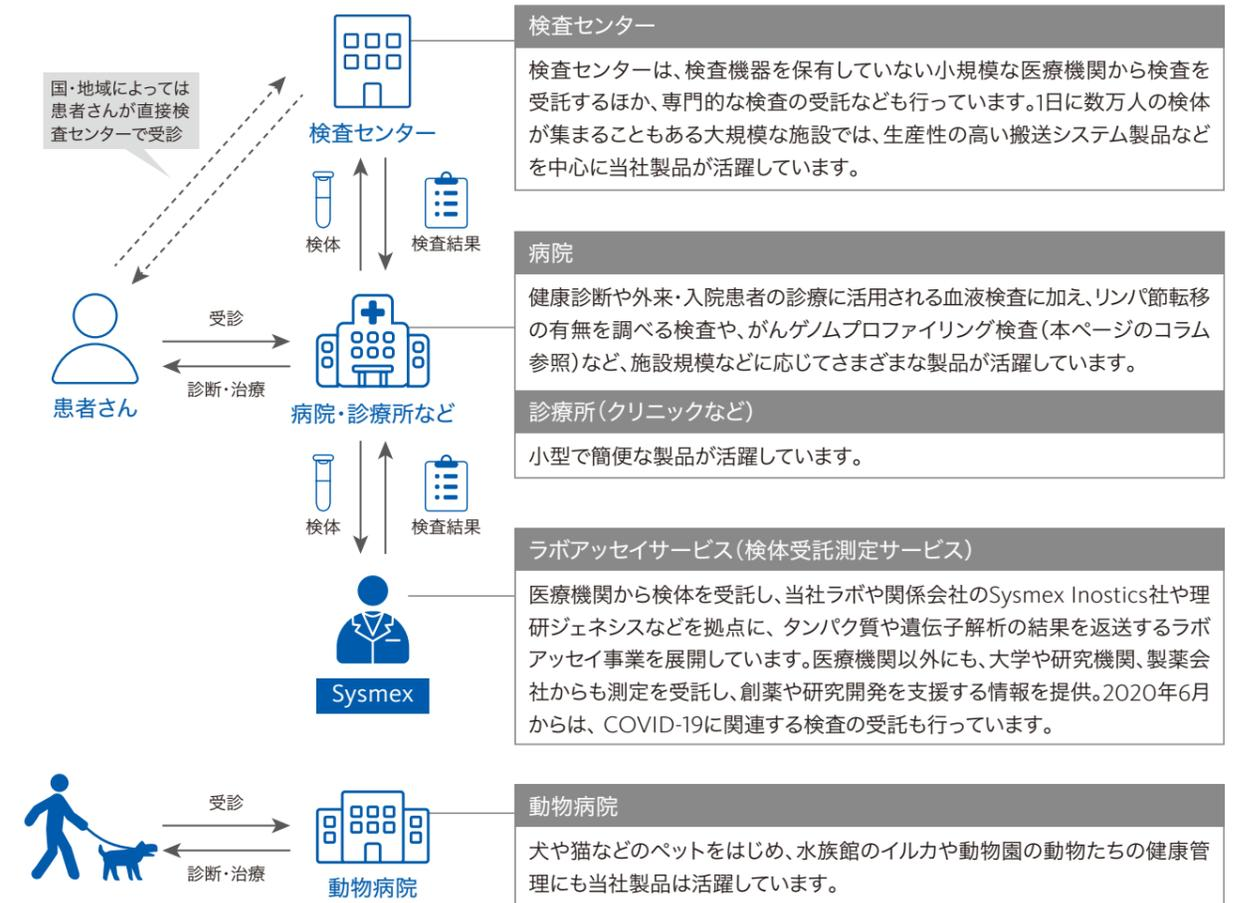 検査センター
検査センターは、検査機器を保有していない小規模な医療機関から検査を
受託するほか、専門的な検査の受託なども行っています。1日に数万人の検体
が集まることもある大規模な施設では、生産性の高い搬送システム製品など
を中心に当社製品が活躍しています。
国・地域によっては
患者さんが直接検
査センターで受診
検査センター
検体
検査結果
病院
健康診断や外来・入院患者の診療に活用される血液検査に加え、リンパ節転移
の有無を調べる検査や、がんゲノムプロファイリング検査（本ページのコラム
参照）など、施設規模などに応じてさまざまな製品が活躍しています。
診療所（クリニックなど）
小型で簡便な製品が活躍しています。
受診
診断・治療
患者さん
病院・診療所など
検体
検査結果
ラボアッセイサービス（検体受託測定サービス）
医療機関から検体を受託し、当社ラボや関係会社のSysmex Inostics社や理
研ジェネシスなどを拠点に、タンパク質や遺伝子解析の結果を返送するラボ
アッセイ事業を展開しています。医療機関以外にも、大学や研究機関、製薬会
社からも測定を受託し、創薬や研究開発を支援する情報を提供。2020年6月
からは、COVID-19に関連する検査の受託も行っています。
Sysmex
動物病院
犬や猫などのペットをはじめ、水族館のイルカや動物園の動物たちの健康管
理にも当社製品は活躍しています。
受診
診断・治療
動物病院